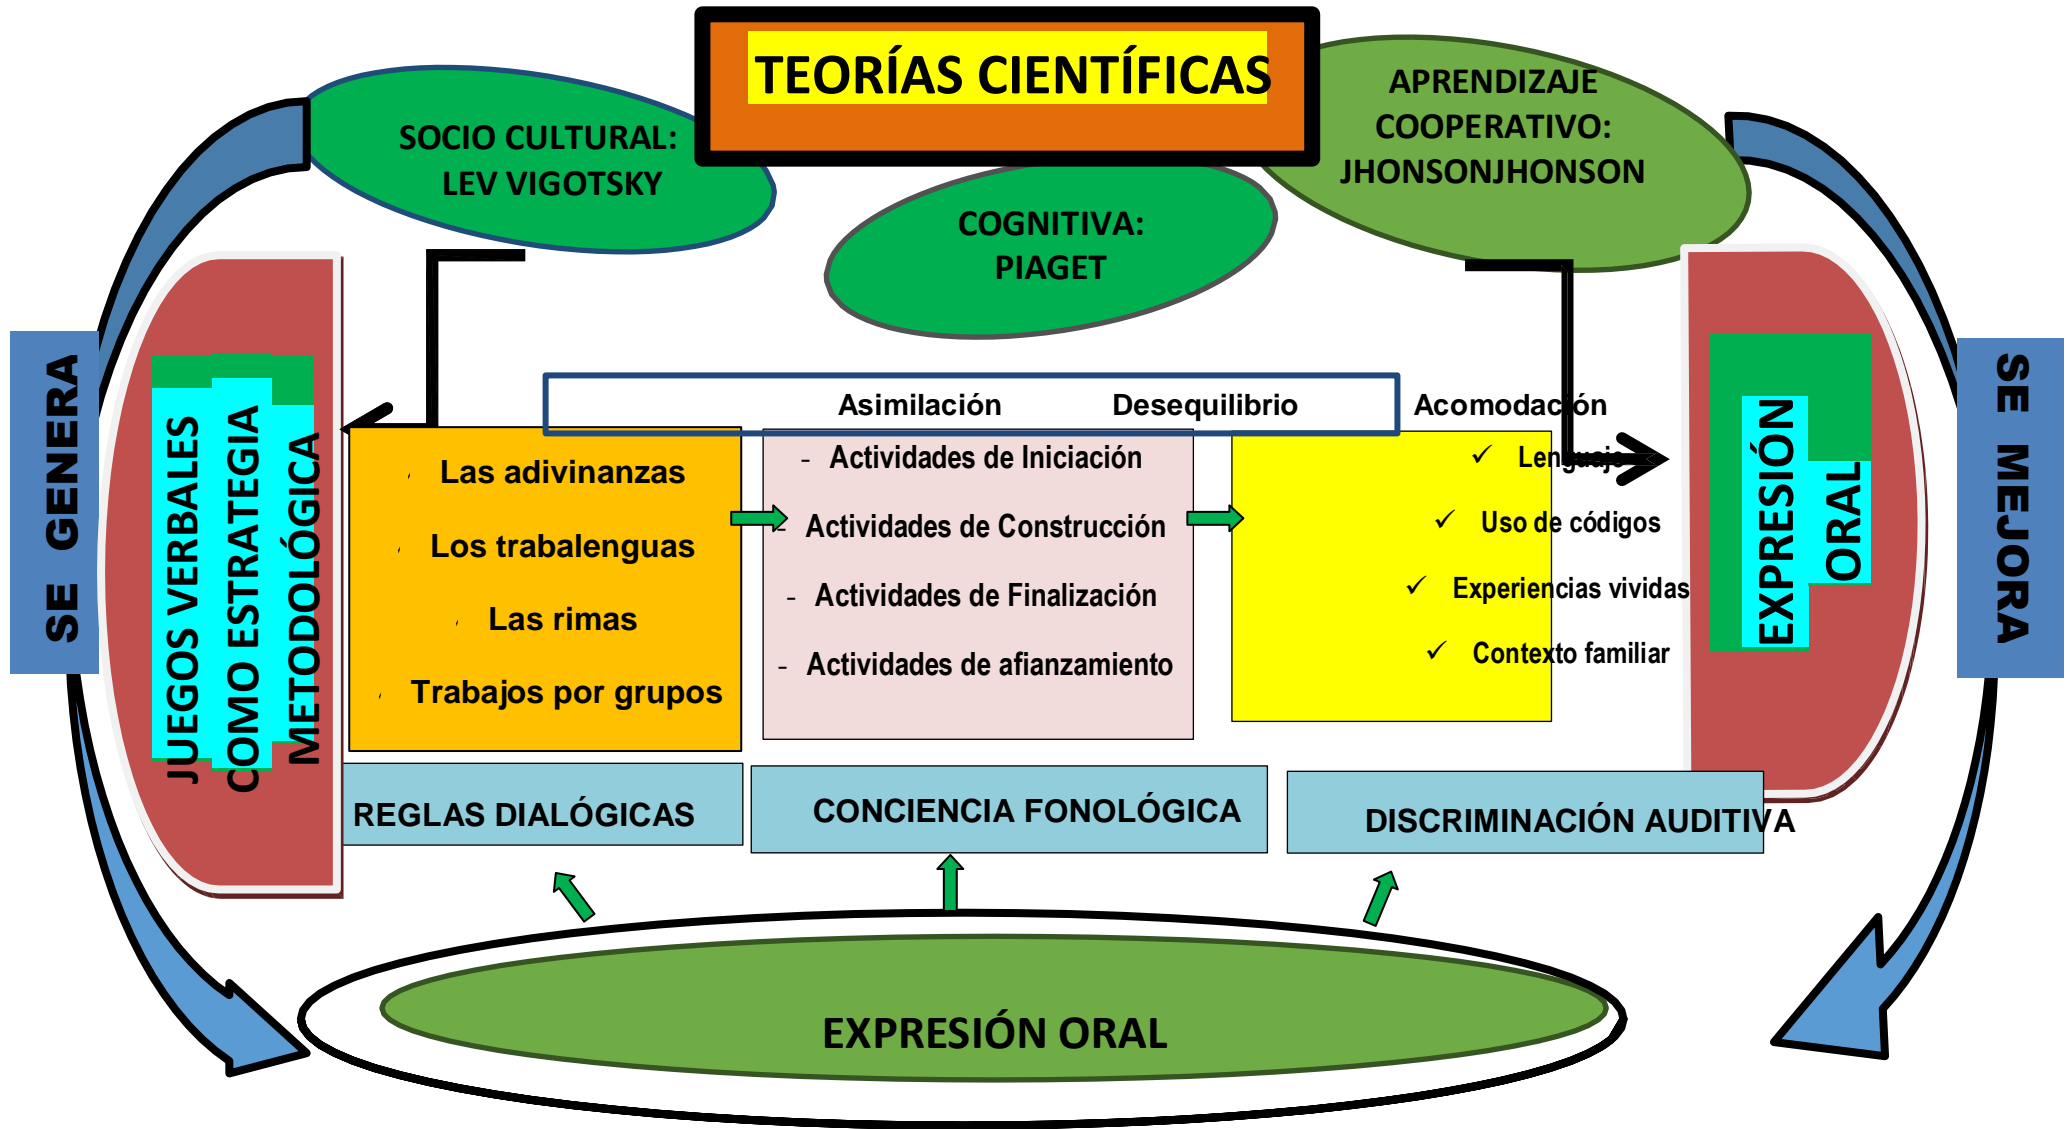 TEORÍAS CIENTÍFICAS
SOCIO CULTURAL:
LEV VIGOTSKY
COGNITIVA:
PIAGET
APRENDIZAJE
COOPERATIVO:
JHONSONJHONSON
SE GENERA
JUEGOS VERBALES
COMO ESTRATEGIA
METODOLÓGICA
Asimilación Desequilibrio Acomodación
Las adivinanzas
Los trabalenguas
Las rimas
Trabajos por grupos
- Actividades de Iniciación
- Actividades de Construcción
- Actividades de Finalización
- Actividades de afianzamiento
✓ Lenguaje
✓ Uso de códigos
✓ Experiencias vividas
✓ Contexto familiar
EXPRESIÓN
ORAL
SE MEJORA
REGLAS DIALÓGICAS
CONCIENCIA FONOLÓGICA
DISCRIMINACIÓN AUDITIVA
EXPRESIÓN ORAL